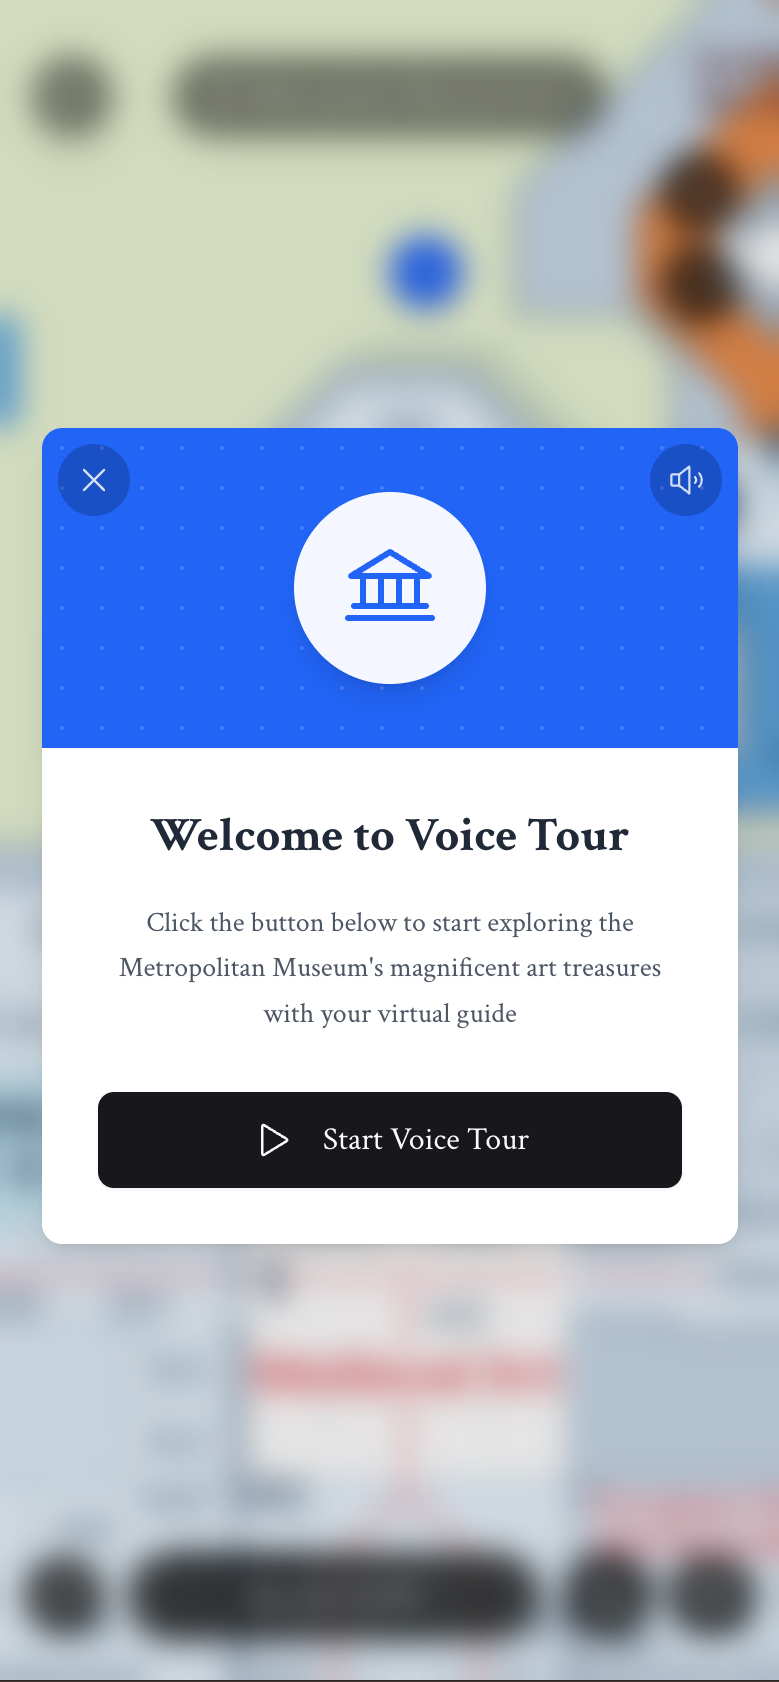 Welcome to Voice Tour
Click the button below to start exploring the
Metropolitan Museum's magnificent art treasures
with your virtual guide
Start Voice Tour